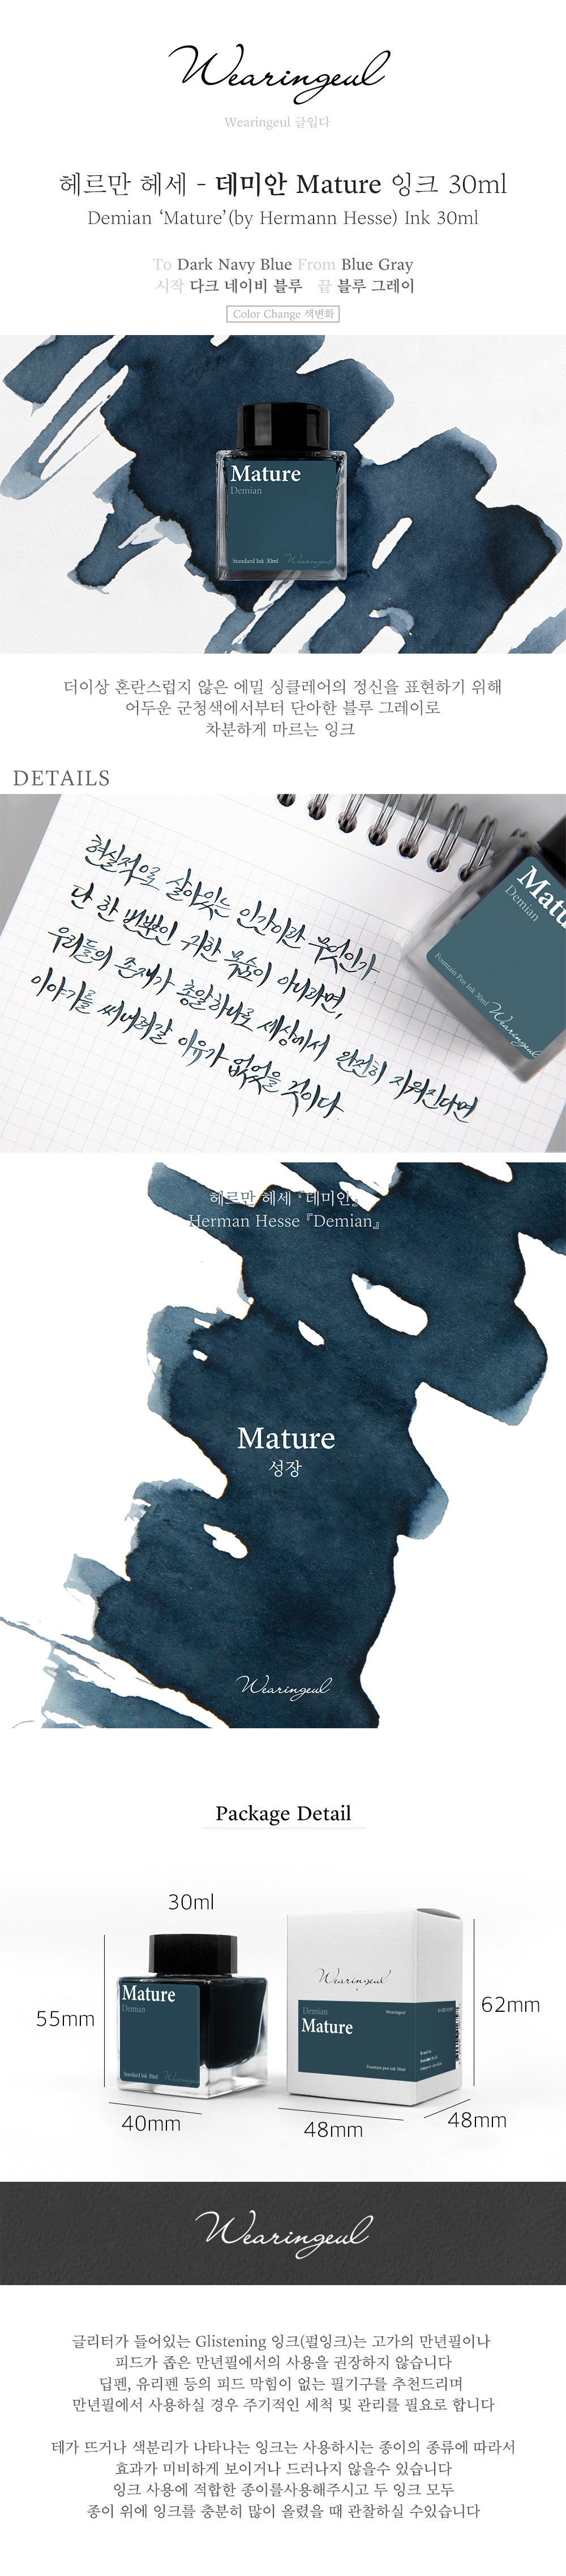 Wearingeul
Wearingeul 글입다
헤르만 헤세 - 데미안 Mature 잉크 30ml
Demian ‘Mature’(by Hermann Hesse) Ink 30ml
To Dark Navy Blue From Blue Gray
시작 다크 네이비 블루 끝 블루 그레이
Color Change 색변화
Mature
Demian
Standard Ink 30ml Wearingeul
더이상 혼란스럽지 않은 에밀 싱클레어의 정신을 표현하기 위해
어두운 군청색에서부터 단아한 블루 그레이로
차분하게 마르는 잉크
DETAILS
현실적으로 살아있는 인간이란 무엇인가
단 한 번뿐인 귀한 목숨이 아니라면,
우리들의 존재가 총알하나로 세상에서 완전히 지워진다면
이야기를 써내려갈 이유가 없었을 것이다
Matu
Demian
Fountain Pen Ink 30ml Wearingeul
헤르만 헤세 『데미안』
Herman Hesse 『Demian』
Mature
성장
Wearingeul
Package Detail
30ml
55mm
40mm
Mature
Demian
Standard Ink 30ml Wearingeul
Wearingeul
Demian
Mature
Wearingeul
Fountain pen ink 30ml
62mm
48mm
48mm
Wearingeul
글리터가 들어있는 Glistening 잉크(펄잉크)는 고가의 만년필이나
피드가 좁은 만년필에서의 사용을 권장하지 않습니다
딥펜, 유리펜 등의 피드 막힘이 없는 필기구를 추천드리며
만년필에서 사용하실 경우 주기적인 세척 및 관리를 필요로 합니다
테가 뜨거나 색분리가 나타나는 잉크는 사용하시는 종이의 종류에 따라서
효과가 미비하게 보이거나 드러나지 않을수 있습니다
잉크 사용에 적합한 종이를사용해주시고 두 잉크 모두
종이 위에 잉크를 충분히 많이 올렸을 때 관찰하실 수있습니다